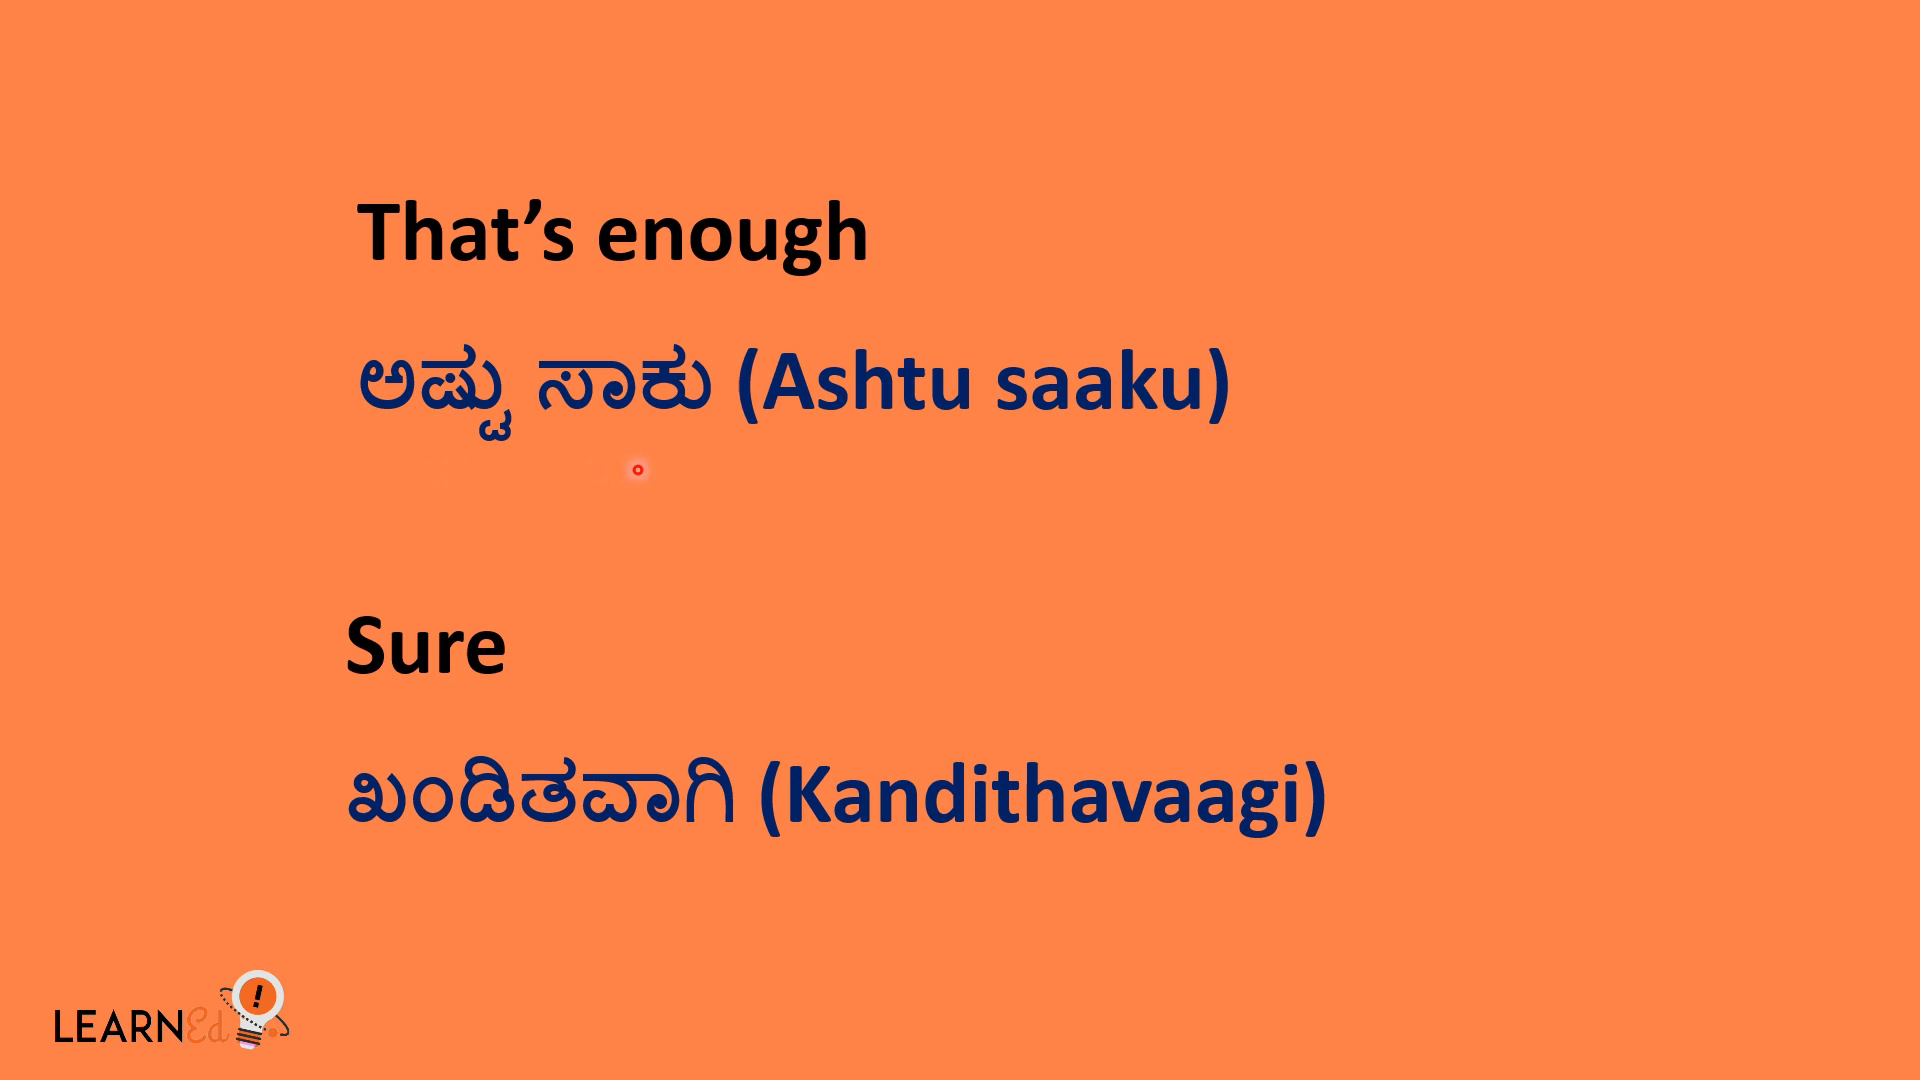 That’s enough
ಅಷ್ಟು ಸಾಕು (Ashtu saaku)
Sure
ಖಂಡಿತವಾಗಿ (Kandithavaagi)
LEARNEd